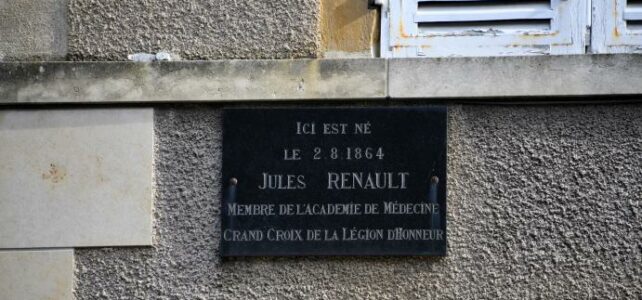 ICI EST NÉ
LE 2.8.1864
JULES RENAULT
MEMBRE DE L'ACADEMIE DE MÉDECINE
GRAND CROIX DE LA LÉGION D'HONNEUR